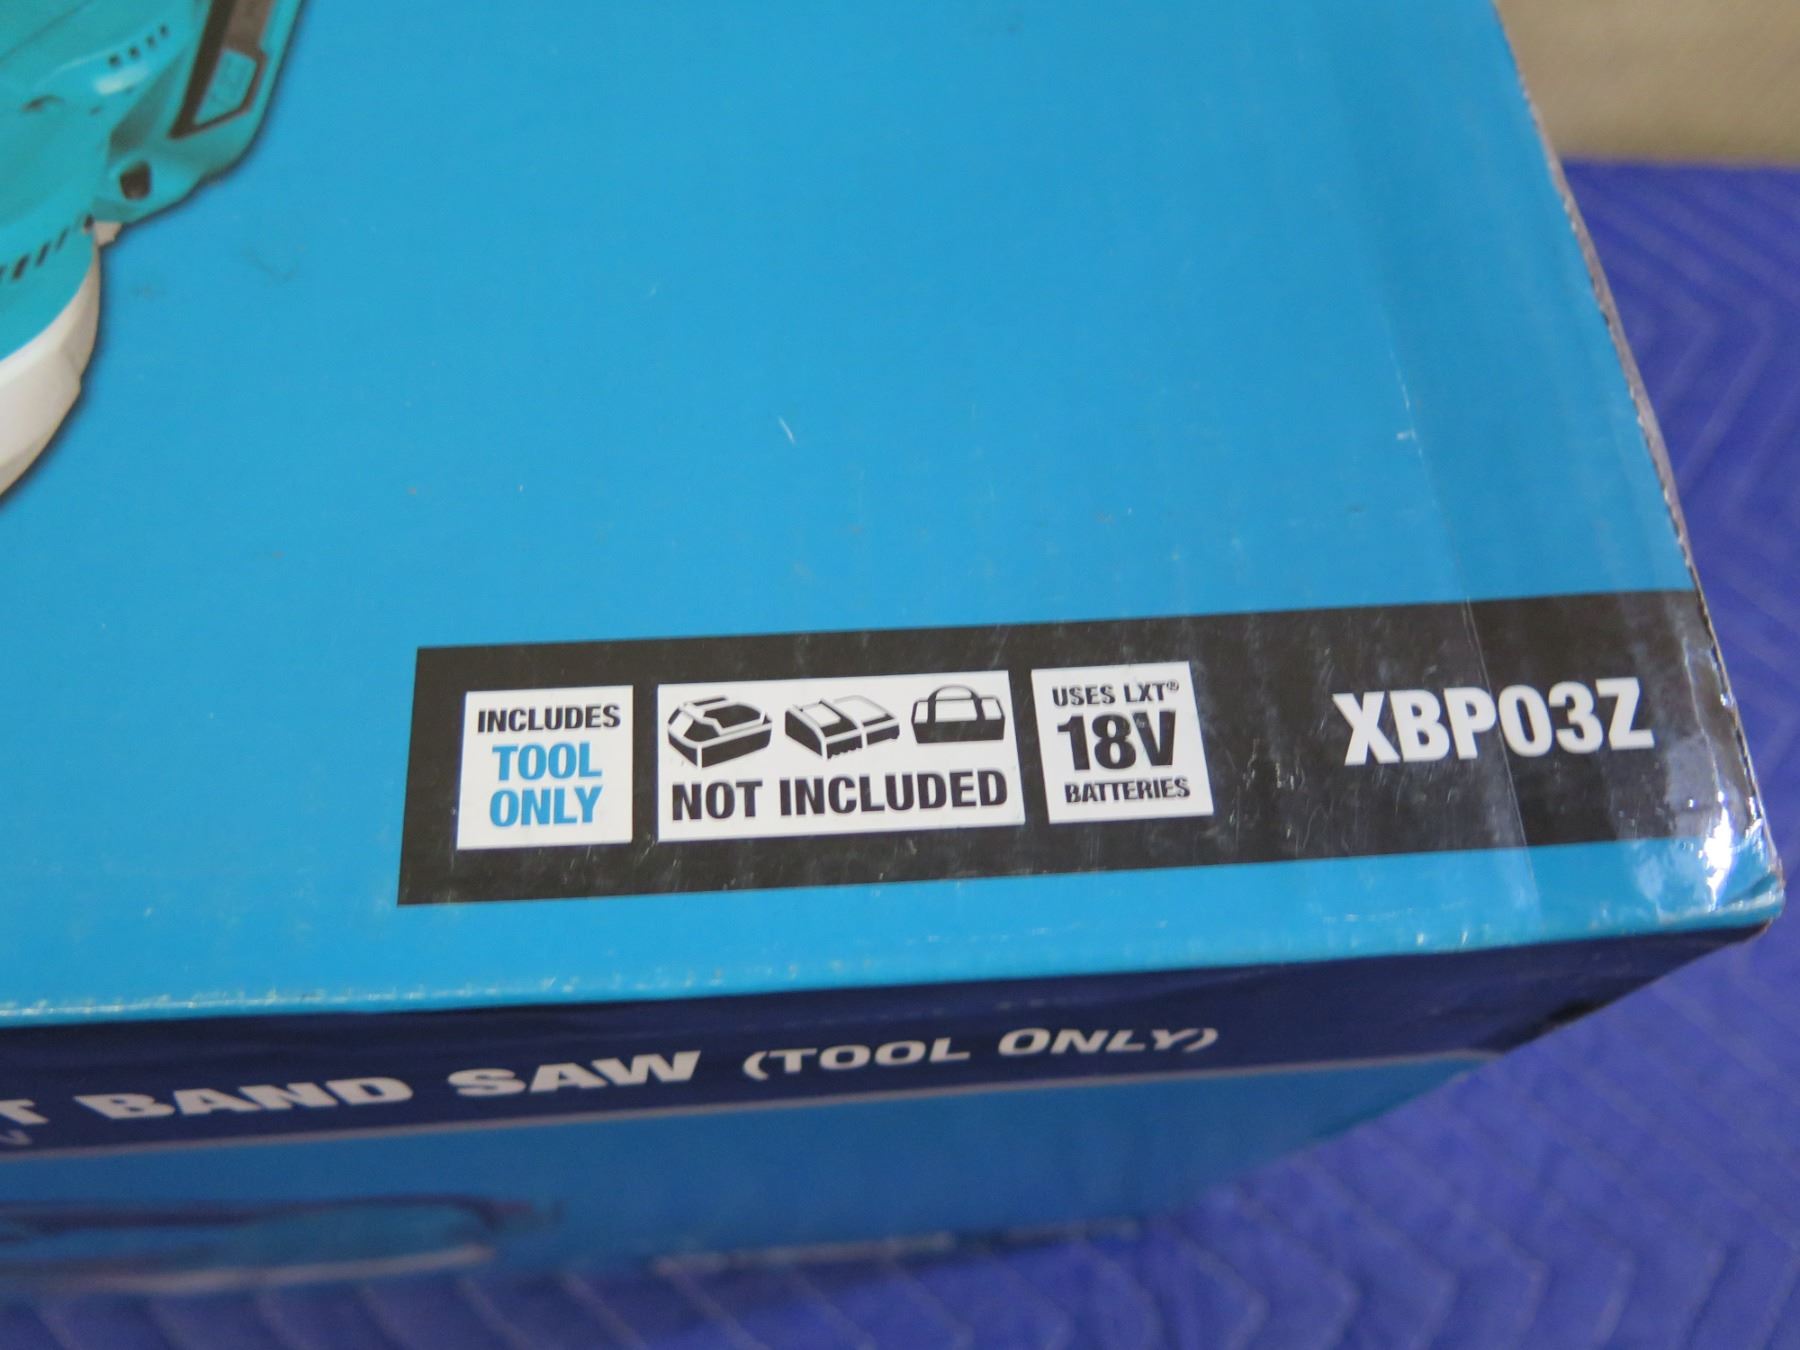 INCLUDES
TOOL
ONLY
NOT INCLUDED
USES LXT®
18V
BATTERIES
XBP03Z
T BAND SAW (TOOL ONLY)